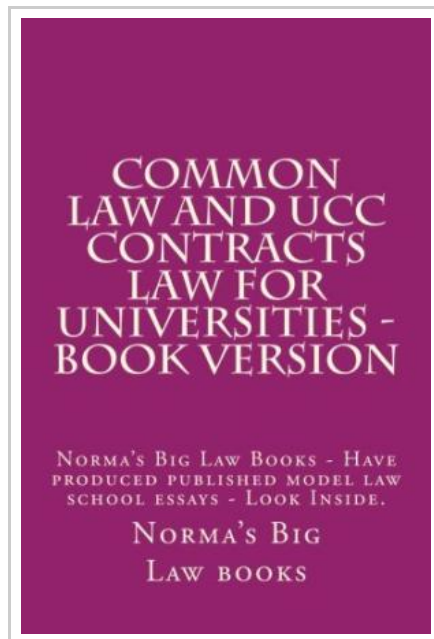 COMMON
LAW AND UCC
CONTRACTS
LAW FOR
UNIVERSITIES -
BOOK VERSION
NORMA'S BIG LAW BOOKS - HAVE
PRODUCED PUBLISHED MODEL LAW
SCHOOL ESSAYS - LOOK INSIDE.
NORMA'S BIG
LAW BOOKS